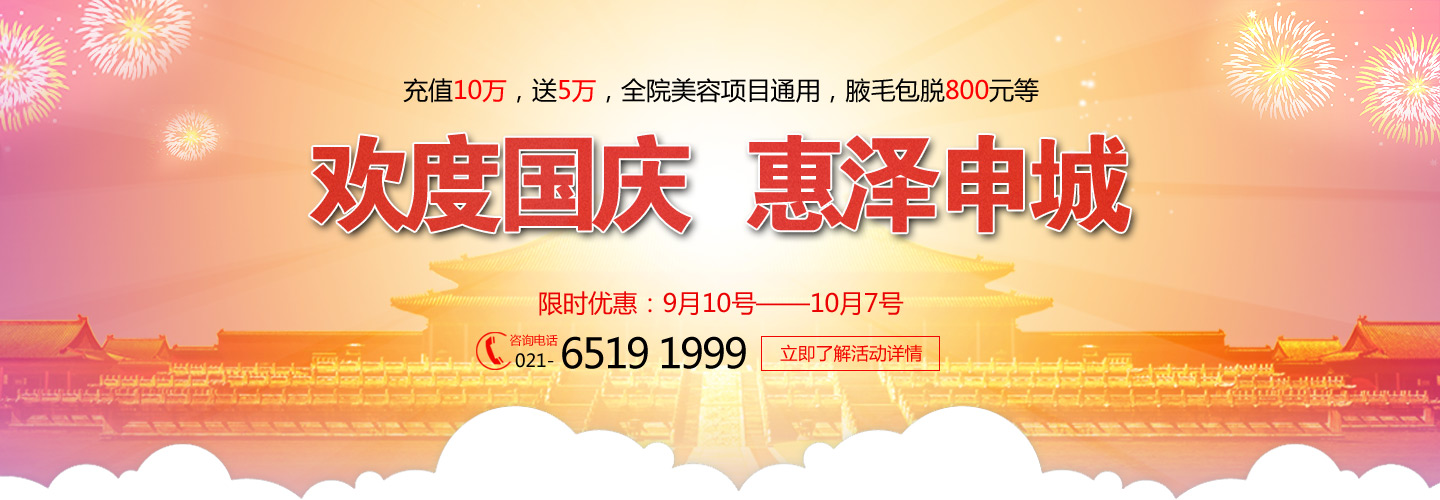 充值10万，送5万，全院美容项目通用，腋毛包脱800元等
欢度国庆 惠泽申城
限时优惠：9月10号——10月7号
咨询电话
021- 6519 1999
立即了解活动详情